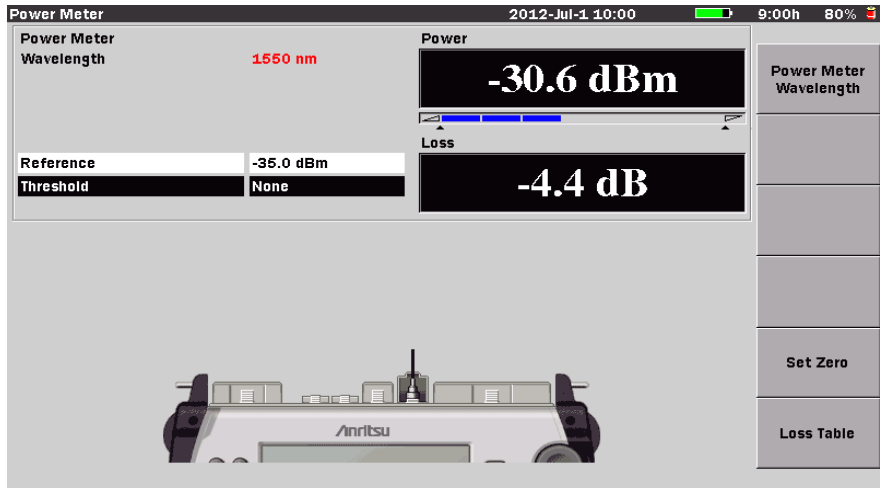 Power Meter 2012-Jul-1 10:00 9:00h 80%
Power Meter
Wavelength 1550 nm
Reference -35.0 dBm
Threshold None
Power
-30.6 dBm
Loss
-4.4 dB
Power Meter
Wavelength
Set Zero
Loss Table
Anritsu